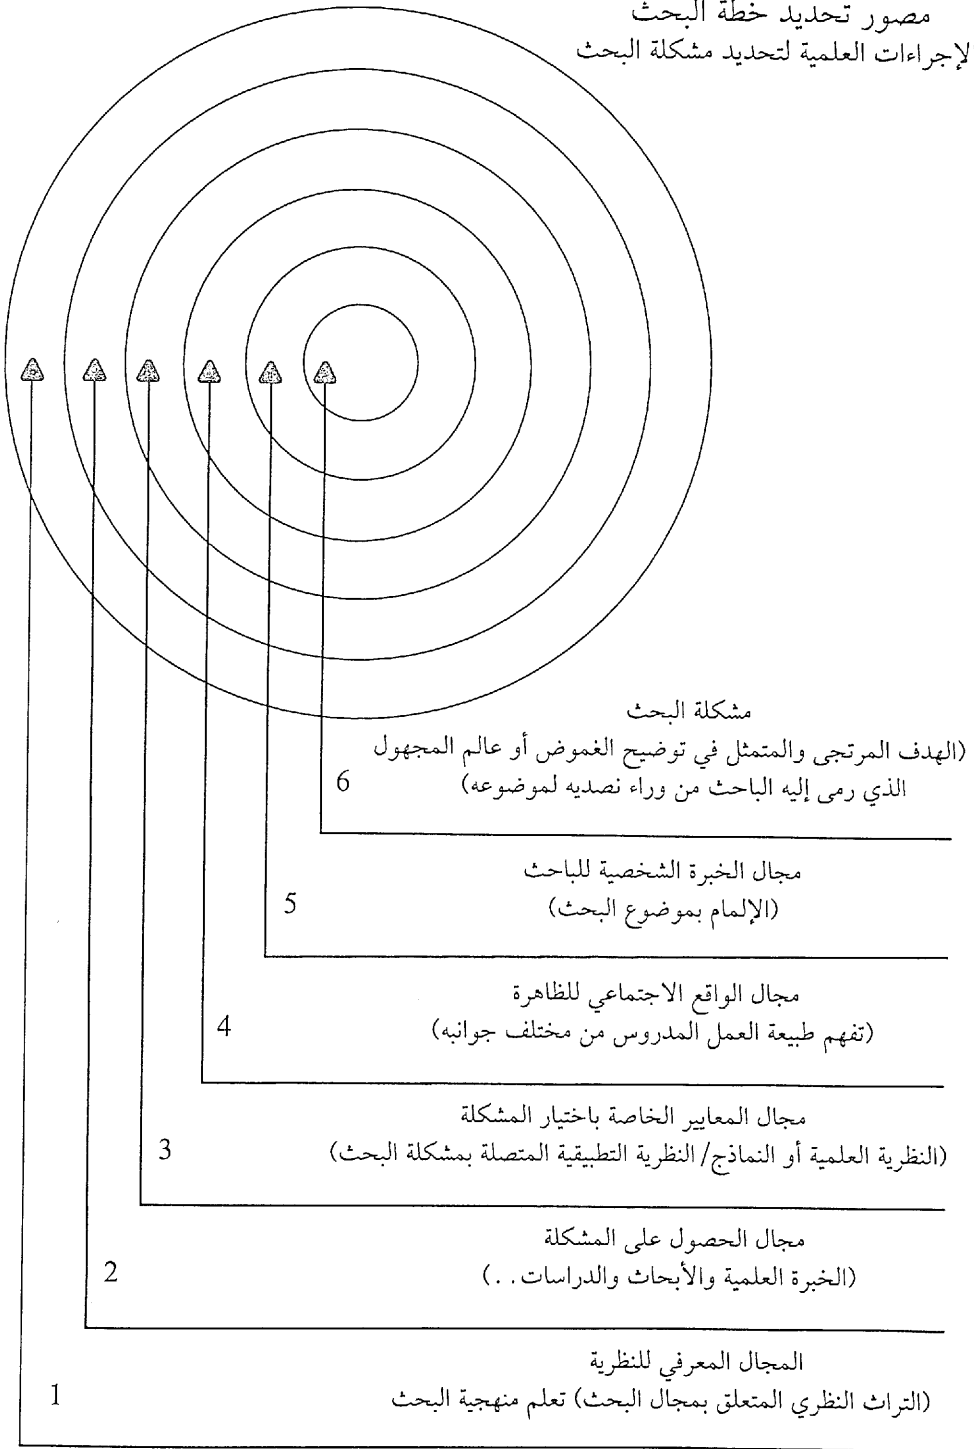 مصور تحديد خطة البحث
لإجراءات العلمية لتحديد مشكلة البحث
مشكلة البحث
(الهدف المرتجى والمتمثل في توضيح الغموض أو عالم المجهول
الذي رمى إليه الباحث من وراء نصديه لموضوعه)
6
مجال الخبرة الشخصية للباحث
(الإلمام بموضوع البحث)
5
مجال الواقع الاجتماعي للظاهرة
(تفهم طبيعة العمل المدروس من مختلف جوانبه)
4
مجال المعايير الخاصة باختيار المشكلة
(النظرية العلمية أو النماذج/ النظرية التطبيقية المتصلة بمشكلة البحث)
3
مجال الحصول على المشكلة
(الخبرة العلمية والأبحاث والدراسات . .)
2
المجال المعرفي للنظرية
(التراث النظري المتعلق بمجال البحث) تعلم منهجية البحث
1